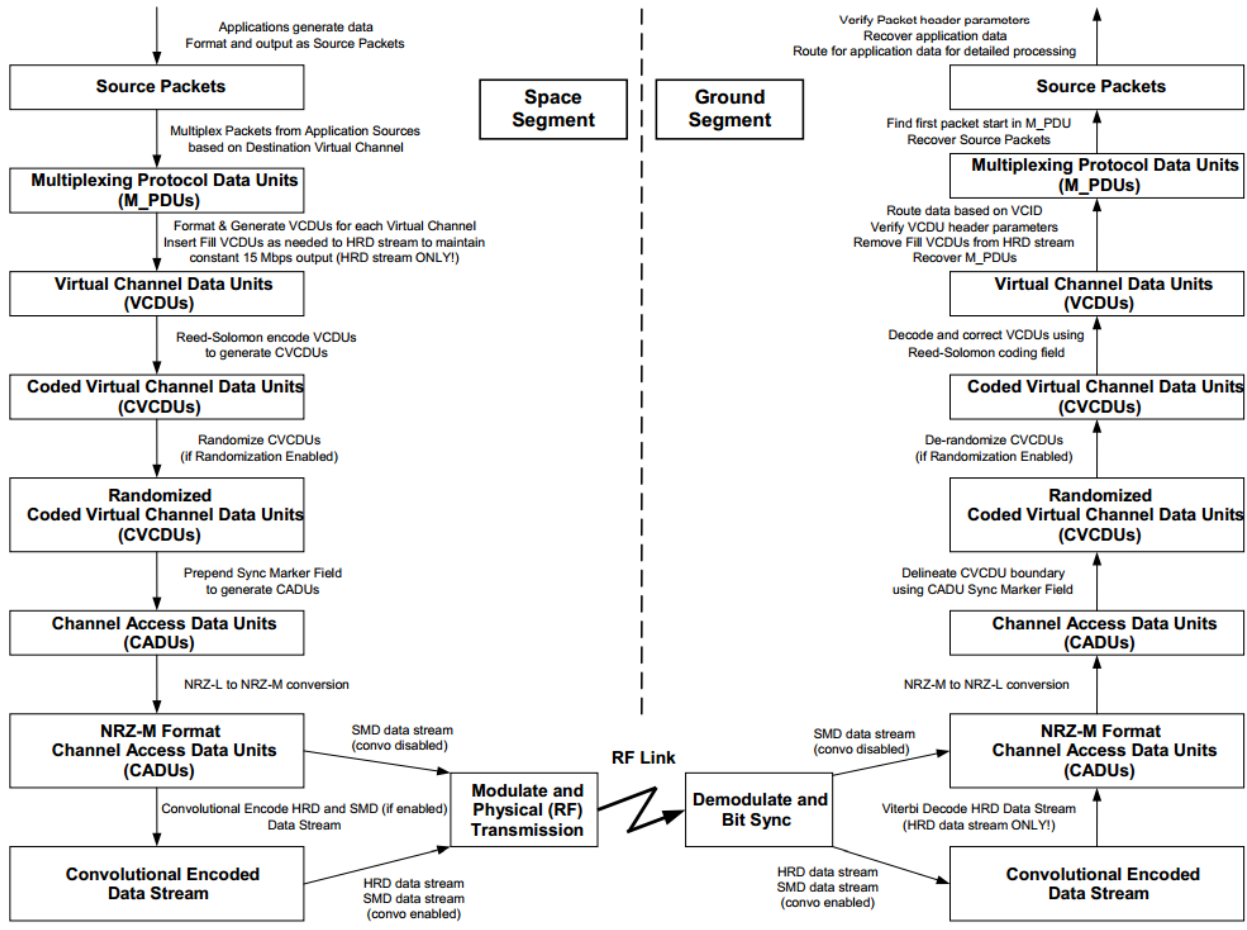 Applications generate data
Format and output as Source Packets
Source Packets
Multiplex Packets from Application Sources
based on Destination Virtual Channel
Multiplexing Protocol Data Units
(M_PDUs)
Format & Generate VCDUs for each Virtual Channel
Insert Fill VCDUs as needed to HRD stream to maintain
constant 15 Mbps output (HRD stream ONLY!)
Virtual Channel Data Units
(VCDUs)
Reed-Solomon encode VCDUs
to generate CVCDUs
Coded Virtual Channel Data Units
(CVCDUs)
Randomize CVCDUs
(if Randomization Enabled)
Randomized
Coded Virtual Channel Data Units
(CVCDUs)
Prepend Sync Marker Field
to generate CADUs
Channel Access Data Units
(CADUs)
NRZ-L to NRZ-M conversion
NRZ-M Format
Channel Access Data Units
(CADUs)
SMD data stream
(convo disabled)
Convolutional Encode HRD and SMD (if enabled)
Data Stream
Convolutional Encoded
Data Stream
HRD data stream
SMD data stream
(convo enabled)
Modulate and
Physical (RF)
Transmission
Space
Segment
Ground
Segment
RF Link
Demodulate and
Bit Sync
SMD data stream
(convo disabled)
HRD data stream
SMD data stream
(convo enabled)
Verify Packet header parameters
Recover application data
Route for application data for detailed processing
Source Packets
Find first packet start in M_PDU
Recover Source Packets
Multiplexing Protocol Data Units
(M_PDUs)
Route data based on VCID
Verify VCDU header parameters
Remove Fill VCDUs from HRD stream
Recover M_PDUs
Virtual Channel Data Units
(VCDUs)
Decode and correct VCDUs using
Reed-Solomon coding field
Coded Virtual Channel Data Units
(CVCDUs)
De-randomize CVCDUs
(if Randomization Enabled)
Randomized
Coded Virtual Channel Data Units
(CVCDUs)
Delineate CVCDU boundary
using CADU Sync Marker Field
Channel Access Data Units
(CADUs)
NRZ-M to NRZ-L conversion
NRZ-M Format
Channel Access Data Units
(CADUs)
Viterbi Decode HRD Data Stream
(HRD data stream ONLY!)
Convolutional Encoded
Data Stream